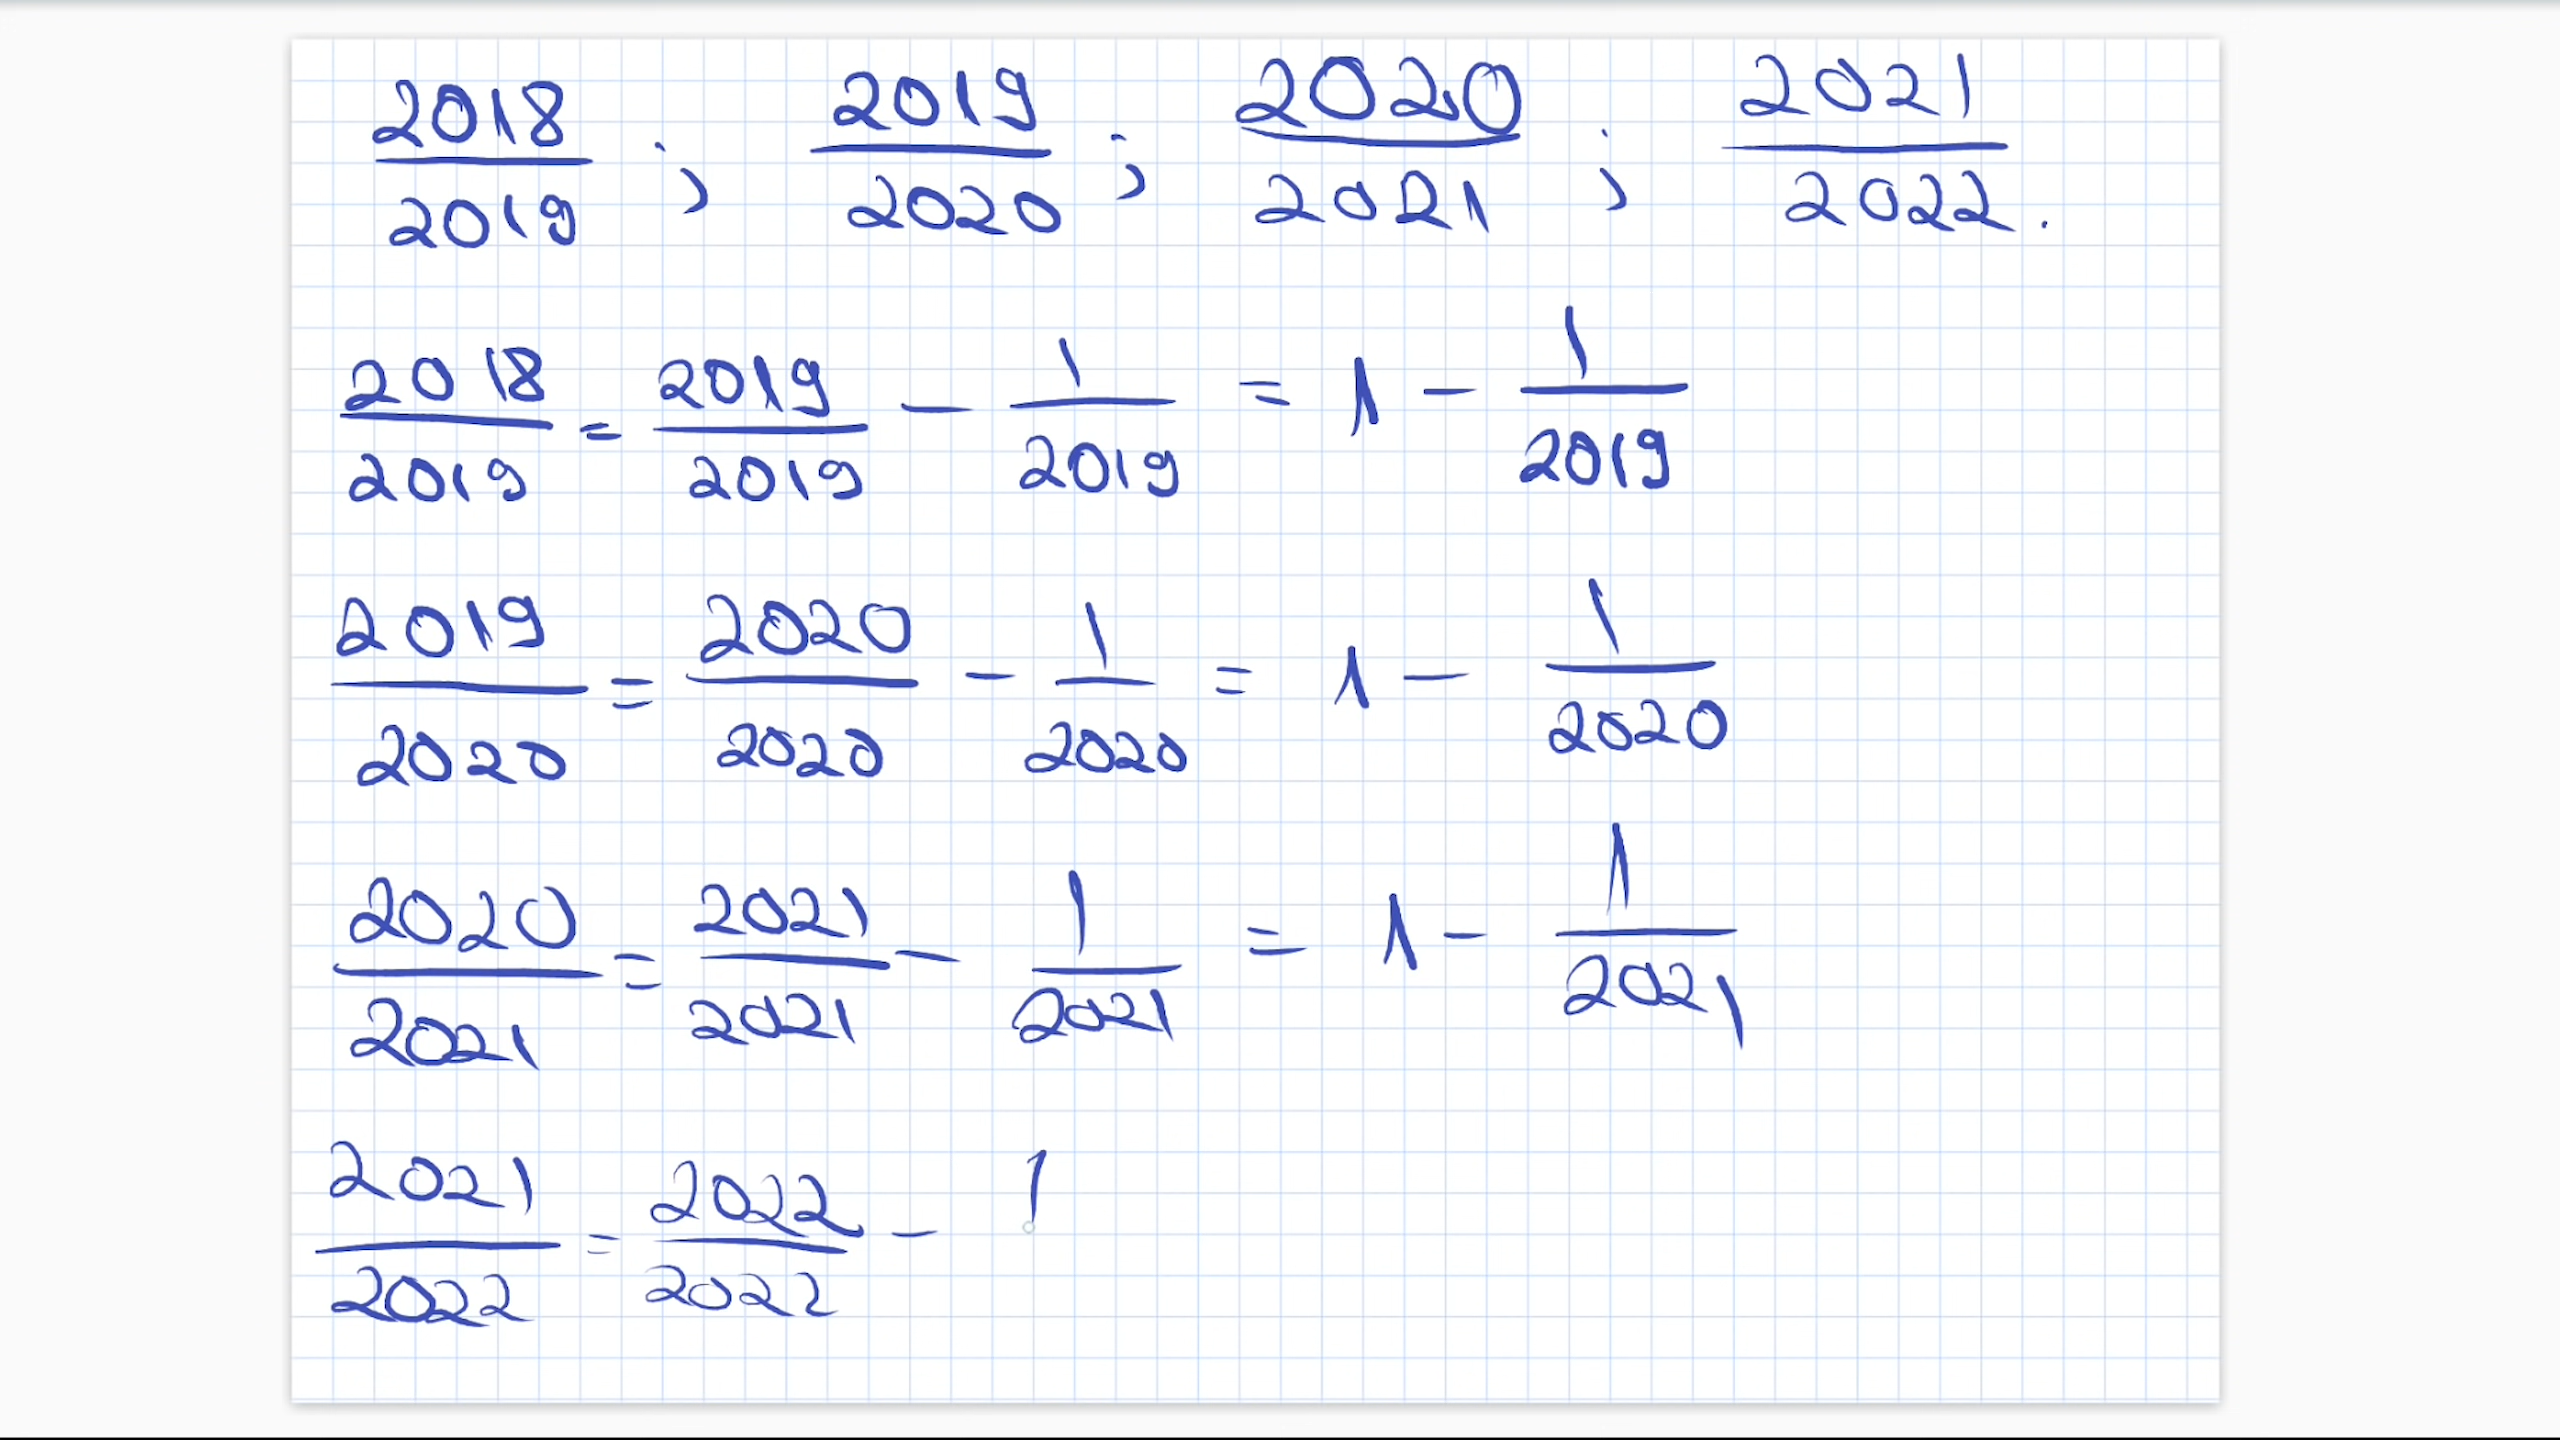 2018/2019 ; 2019/2020 ; 2020/2021 ; 2021/2022.
2018/2019 = 2019/2019 - 1/2019 = 1 - 1/2019
2019/2020 = 2020/2020 - 1/2020 = 1 - 1/2020
2020/2021 = 2021/2021 - 1/2021 = 1 - 1/2021
2021/2022 = 2022/2022 - 1